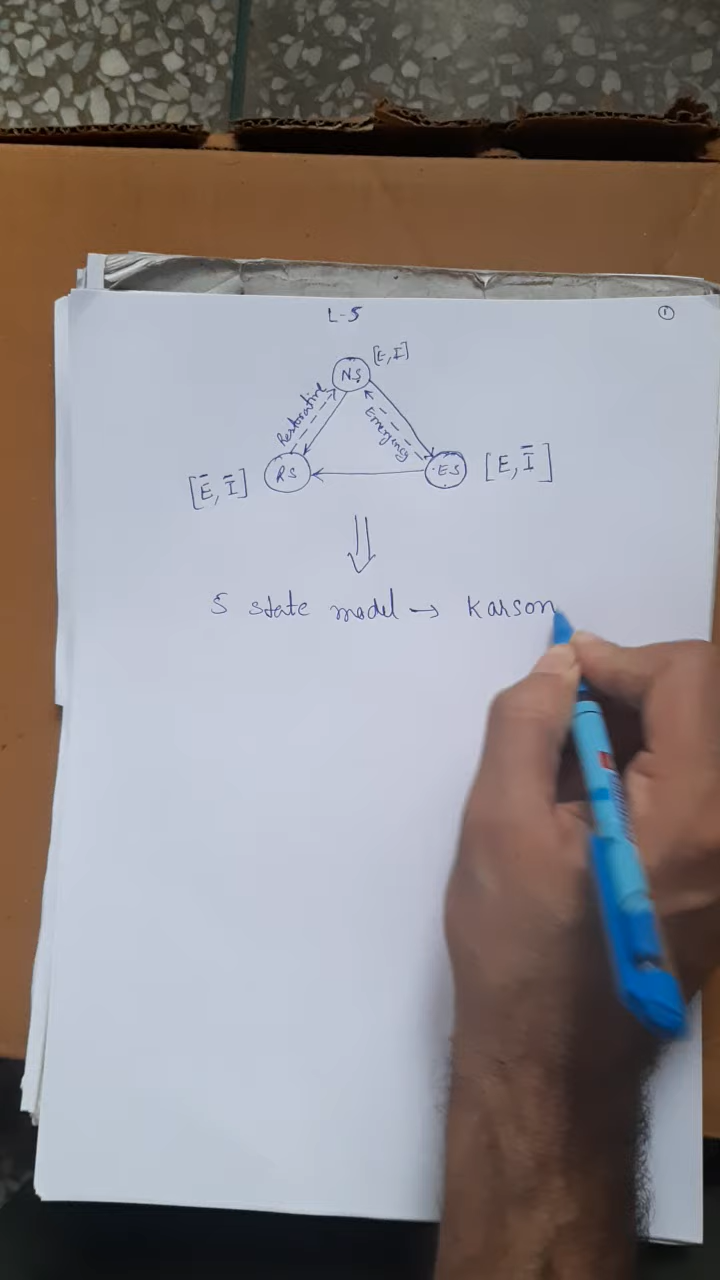 L-5
①
NS [E, I]
Restorative
Emergency
[Ē, Ī] RS
ES [E, Ī]
5 state model → Karson